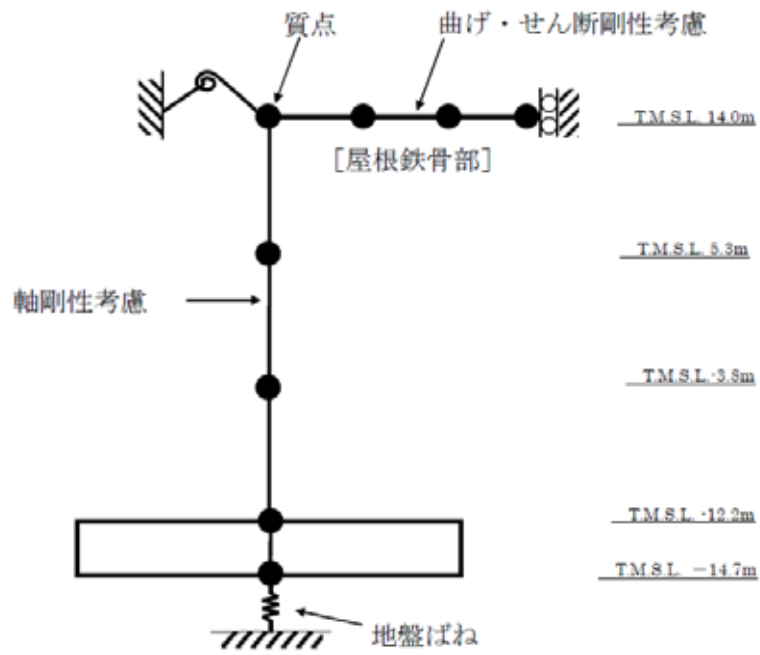 質点
曲げ・せん断剛性考慮
T.M.S.L. 14.0m
[屋根鉄骨部]
T.M.S.L. 5.3m
軸剛性考慮
T.M.S.L.-3.8m
T.M.S.L. -12.2m
T.M.S.L. －14.7m
地盤ばね